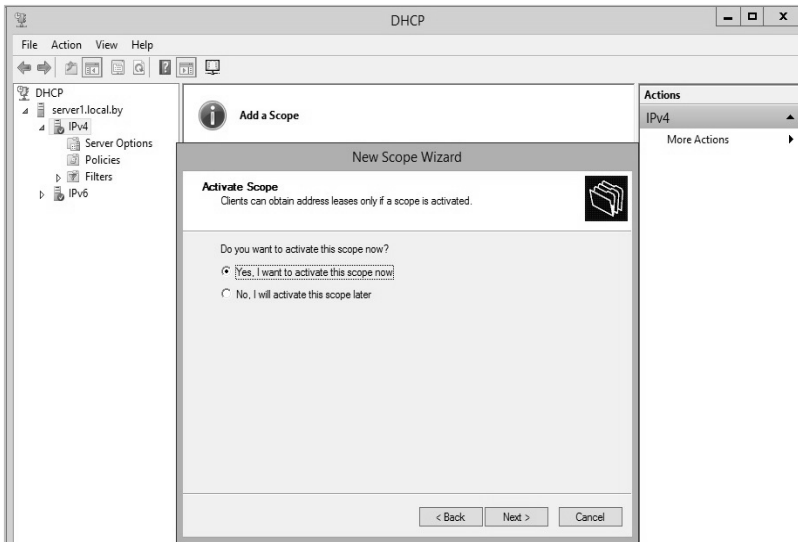 DHCP
File Action View Help
DHCP
server1.local.by
IPv4
Server Options
Policies
Filters
IPv6
Add a Scope
New Scope Wizard
Activate Scope
Clients can obtain address leases only if a scope is activated.
Do you want to activate this scope now?
Yes, I want to activate this scope now
No, I will activate this scope later
< Back Next > Cancel
Actions
IPv4
More Actions